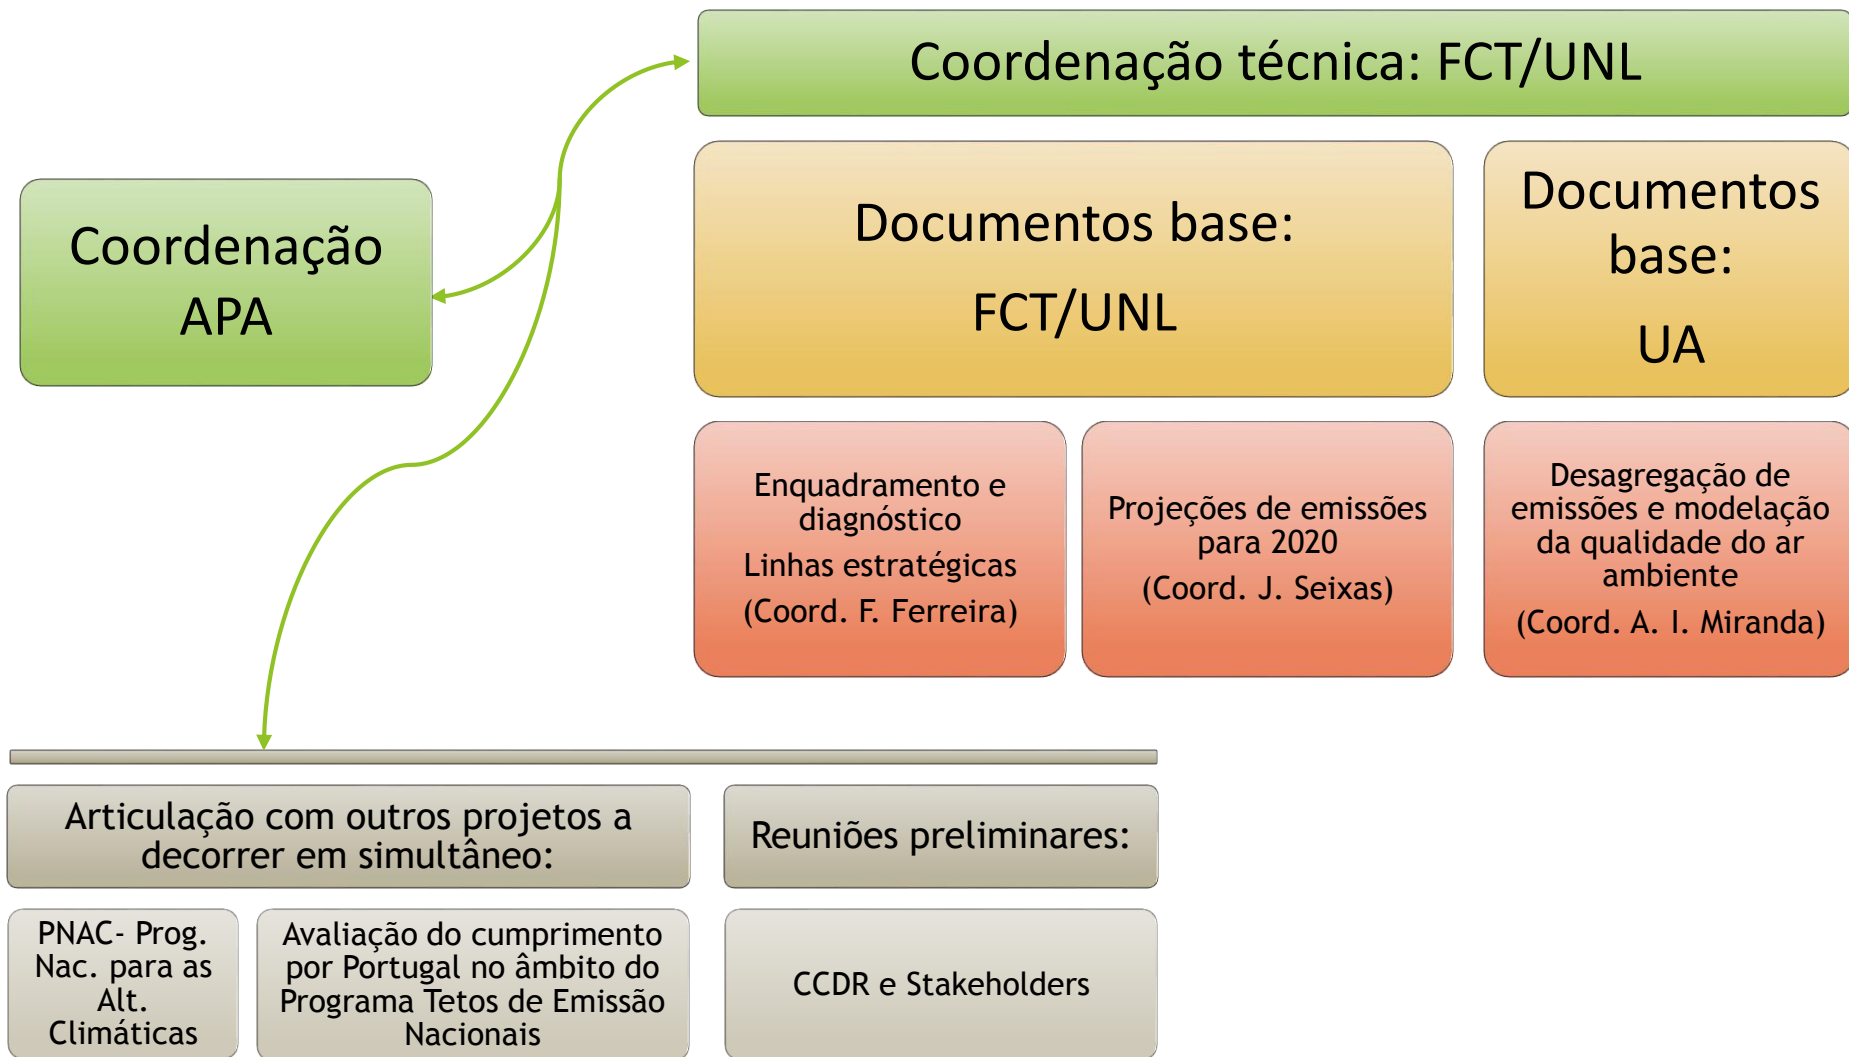 Coordenação técnica: FCT/UNL
Coordenação
APA
Documentos base:
FCT/UNL
Documentos
base:
UA
Enquadramento e
diagnóstico
Linhas estratégicas
(Coord. F. Ferreira)
Projeções de emissões
para 2020
(Coord. J. Seixas)
Desagregação de
emissões e modelação
da qualidade do ar
ambiente
(Coord. A. I. Miranda)
Articulação com outros projetos a
decorrer em simultâneo:
Reuniões preliminares:
PNAC- Prog.
Nac. para as
Alt.
Climáticas
Avaliação do cumprimento
por Portugal no âmbito do
Programa Tetos de Emissão
Nacionais
CCDR e Stakeholders